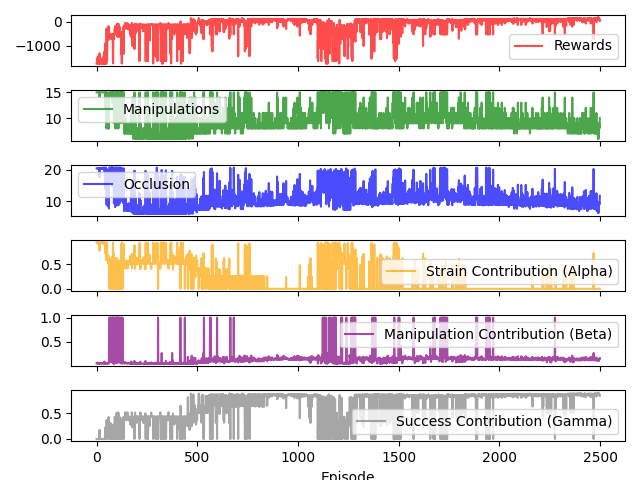 0
−1000
Rewards
15
10
Manipulations
20
10
Occlusion
0.5
0.0
Strain Contribution (Alpha)
1.0
0.5
Manipulation Contribution (Beta)
0.5
0.0
Success Contribution (Gamma)
0 500 1000 1500 2000 2500
Episode